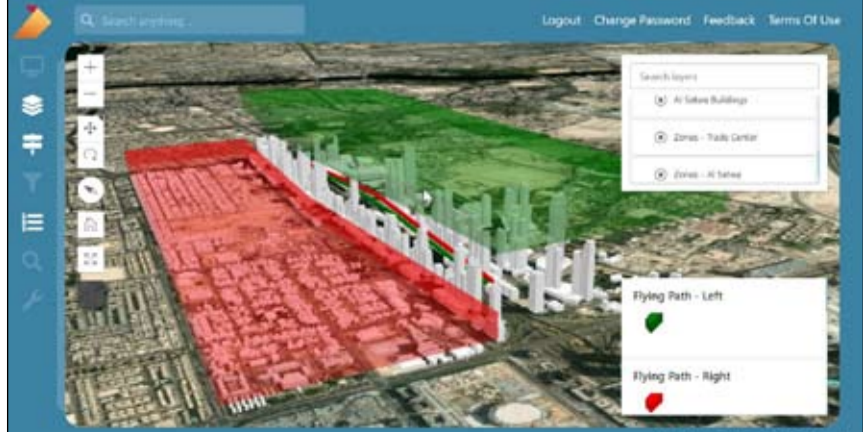 Search anything...
Logout Change Password Feedback Terms Of Use
Search layers
Al Satwa Buildings
Zones - Trade Center
Zones - Al Satwa
Flying Path - Left
Flying Path - Right